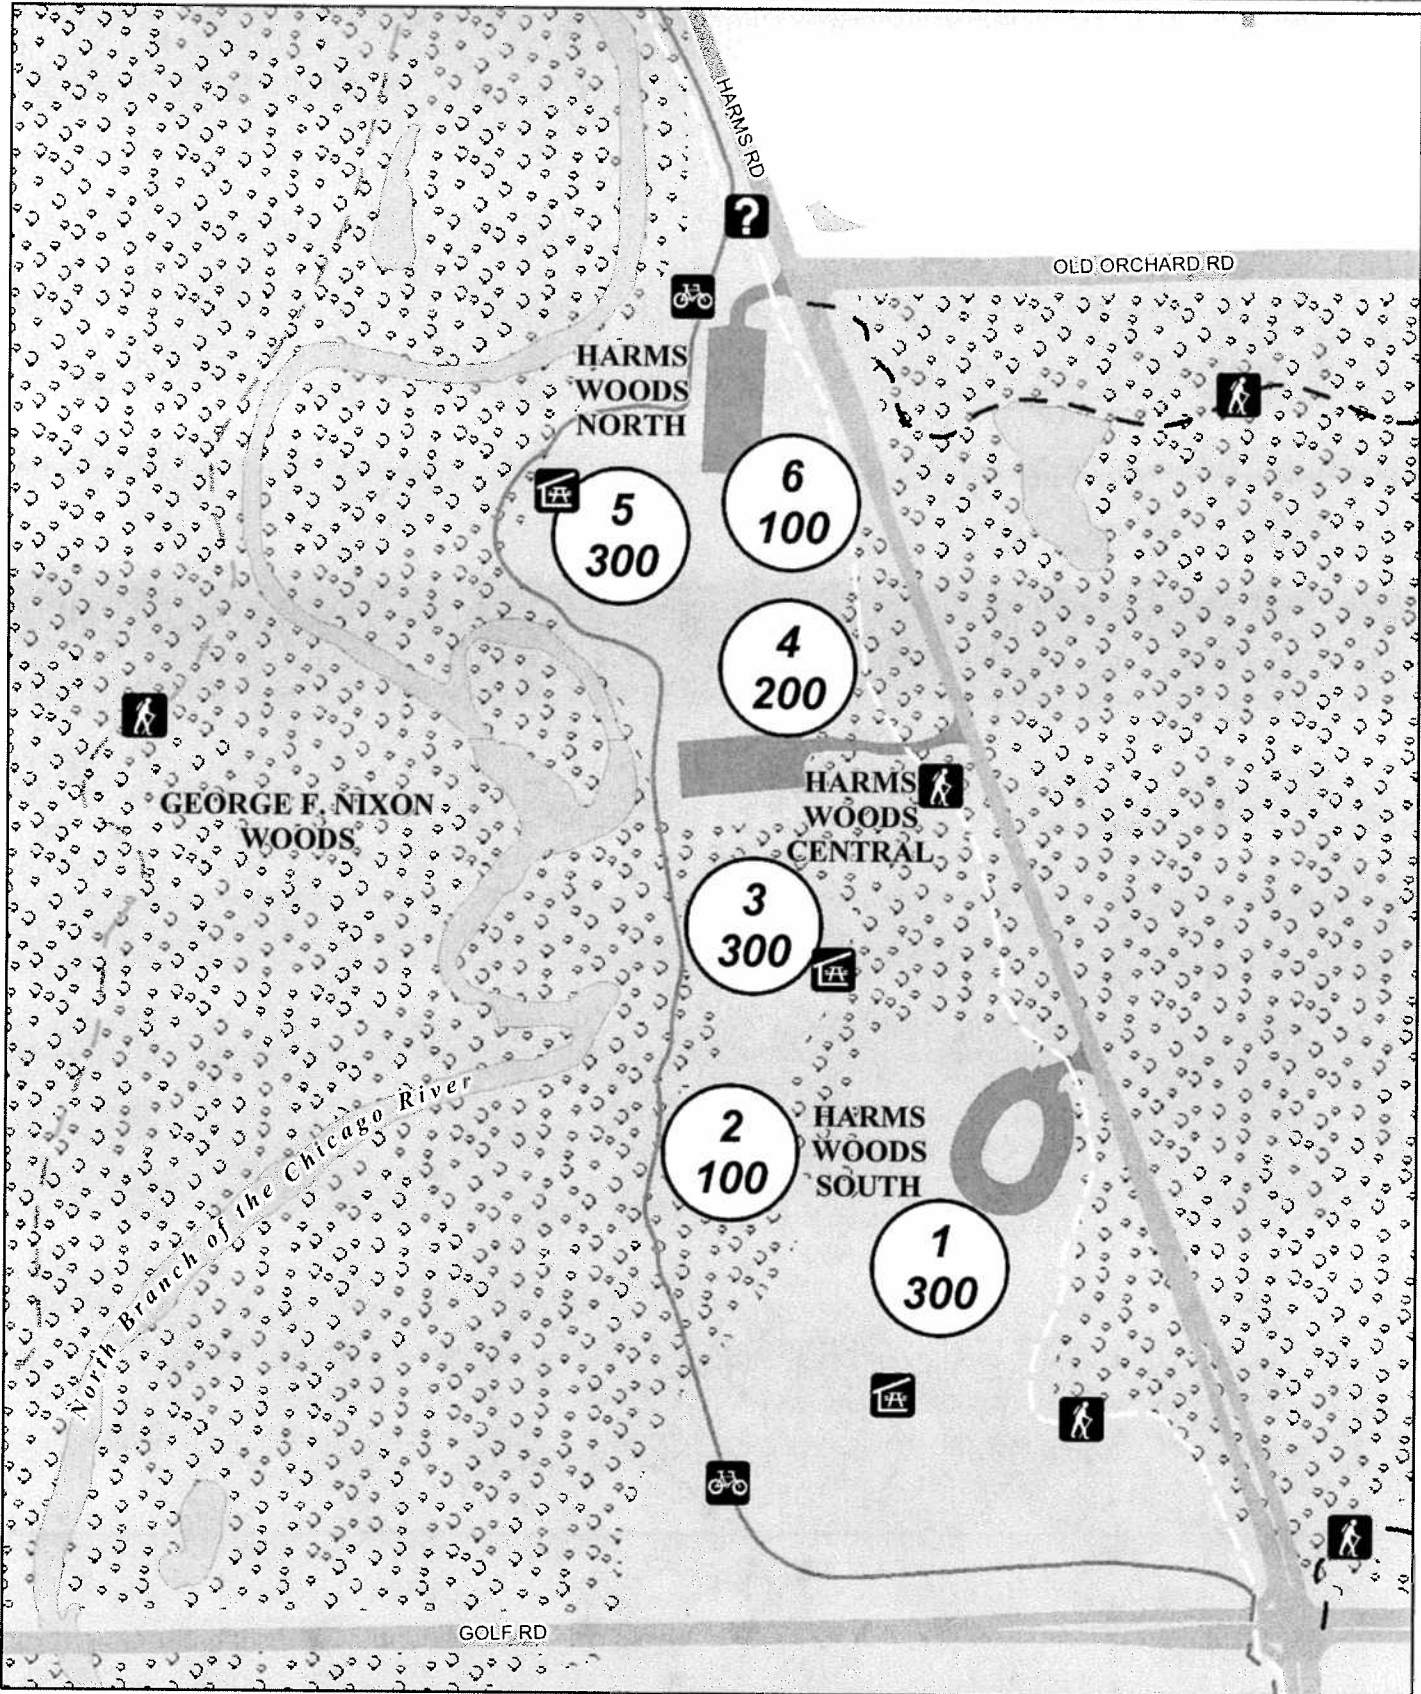 HARMS RD
?
OLD ORCHARD RD
HARMS
WOODS
NORTH
5
300
6
100
4
200
GEORGE F. NIXON
WOODS
HARMS
WOODS
CENTRAL
3
300
North Branch of the Chicago River
2
100
HARMS
WOODS
SOUTH
1
300
GOLF RD